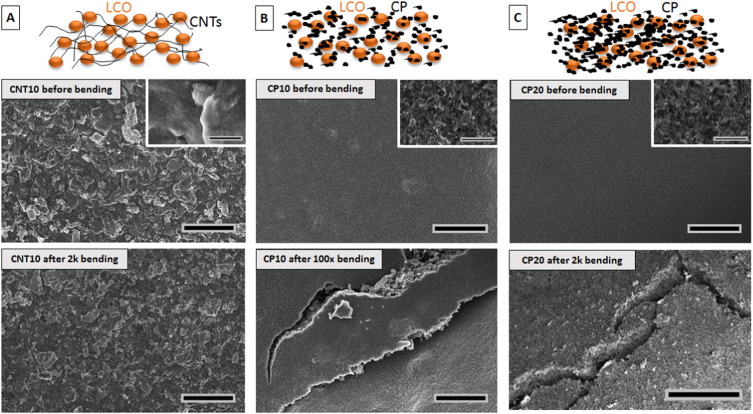 A
LCO
CNTs
CNT10 before bending
CNT10 after 2k bending
B
LCO
CP
CP10 before bending
CP10 after 100x bending
C
LCO
CP
CP20 before bending
CP20 after 2k bending